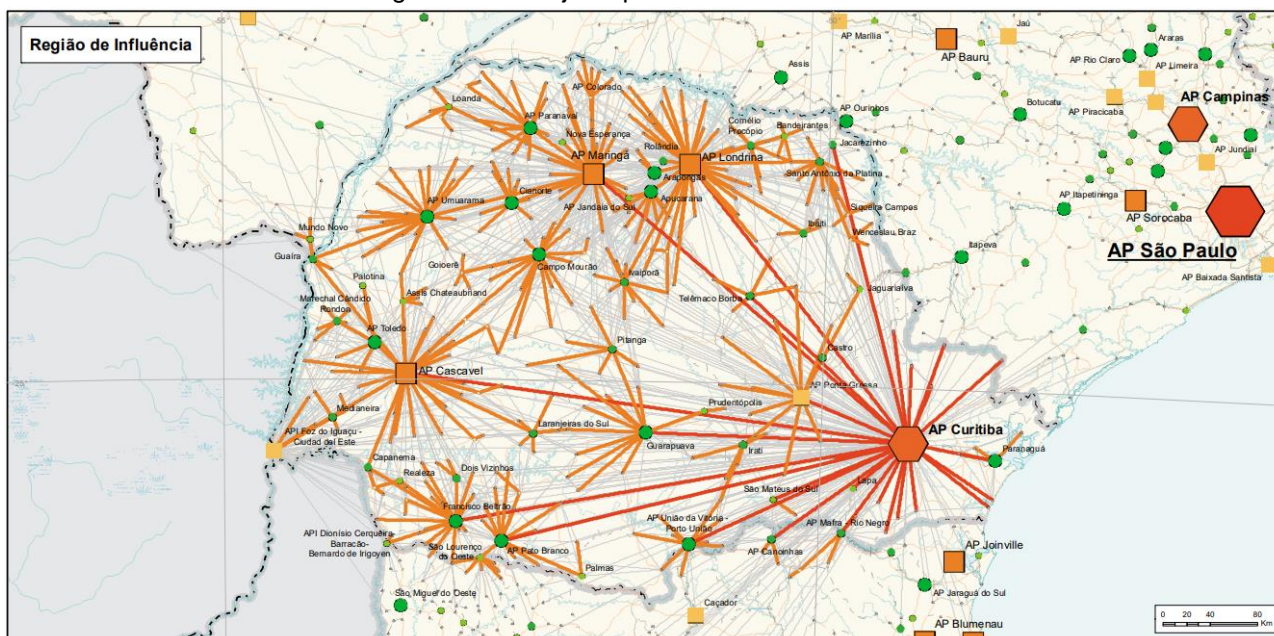 Região de Influência
AP Marília
AP Bauru
Jaú
Araras
AP Rio Claro
AP Limeira
Assis
AP Colorado
Loanda
AP Paranavaí
AP Ourinhos
Botucatu
AP Piracicaba
AP Campinas
Nova Esperança
Cornélio
Procópio
Bandeirantes
Jacarezinho
AP Jundiaí
Rolândia
AP Maringá
AP Londrina
Arapongas
Santo Antônio da Platina
Cianorte
Apucarana
AP Jandaia do Sul
AP Umuarama
AP Itapetininga
AP Sorocaba
Siqueira Campos
AP São Paulo
Mundo Novo
Ibaiti
Wenceslau Braz
Guaíra
Goioerê
Campo Mourão
Ivaiporã
Itapeva
AP Baixada Santista
Palotina
Assis Chateaubriand
Telêmaco Borba
Jaguariaíva
Marechal Cândido
Rondon
AP Toledo
Pitanga
Castro
AP Cascavel
AP Ponta Grossa
Medianeira
Prudentópolis
API Foz do Iguaçu -
Ciudad del Este
Laranjeiras do Sul
AP Curitiba
Guarapuava
Irati
Paranaguá
Capanema
Realeza
Dois Vizinhos
Lapa
São Mateus do Sul
Francisco Beltrão
AP União da Vitória -
Porto União
AP Mafra - Rio Negro
API Dionísio Cerqueira-
Barracão-
Bernardo de Irigoyen
São Lourenço
do Oeste
AP Pato Branco
AP Canoinhas
AP Joinville
Palmas
São Miguel do Oeste
Caçador
AP Jaraguá do Sul
AP Blumenau
0 20 40 80
Km